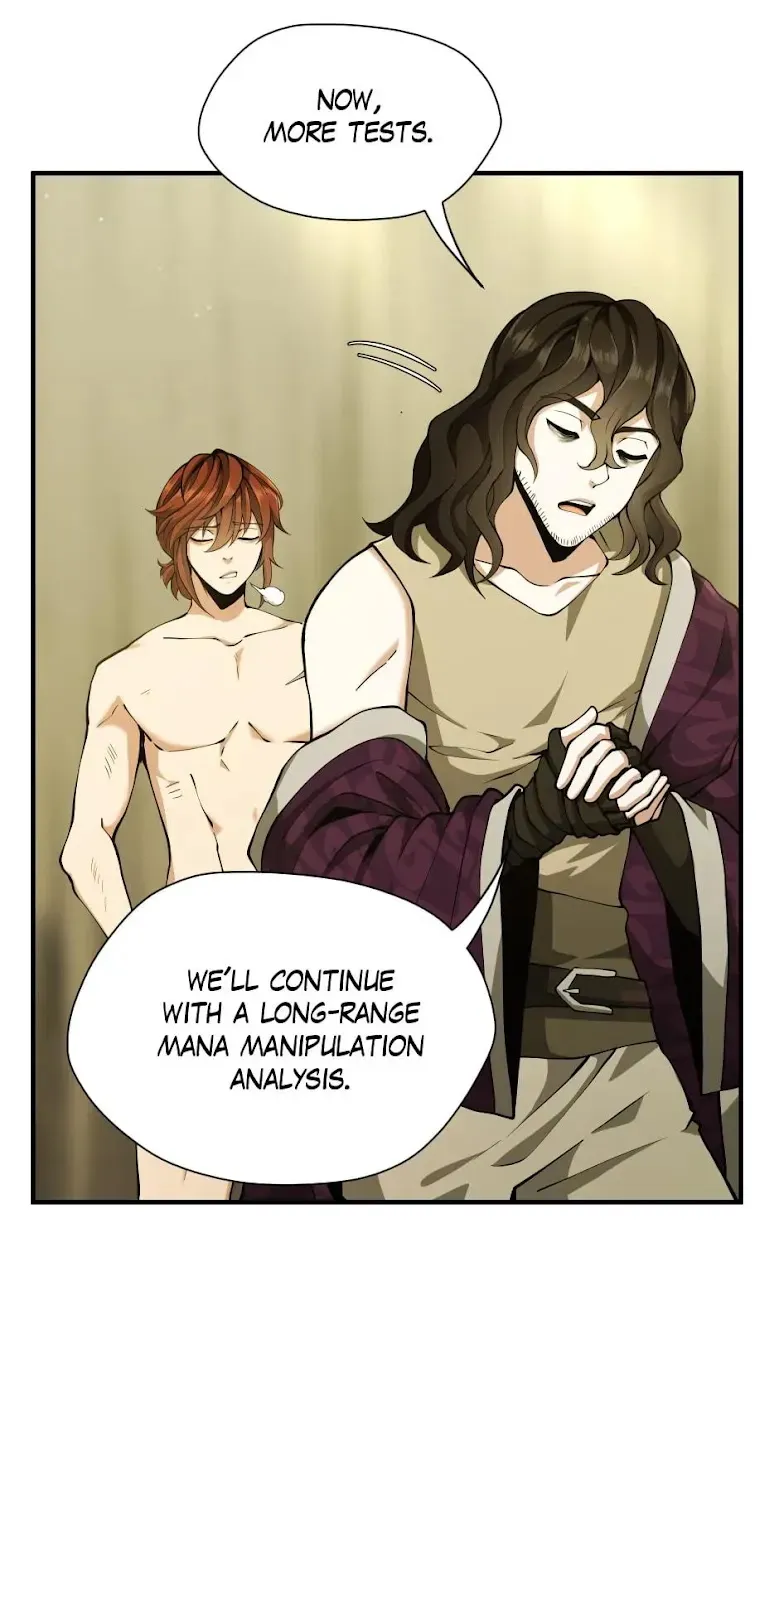 NOW,
MORE TESTS.
WE'LL CONTINUE
WITH A LONG-RANGE
MANA MANIPULATION
ANALYSIS.